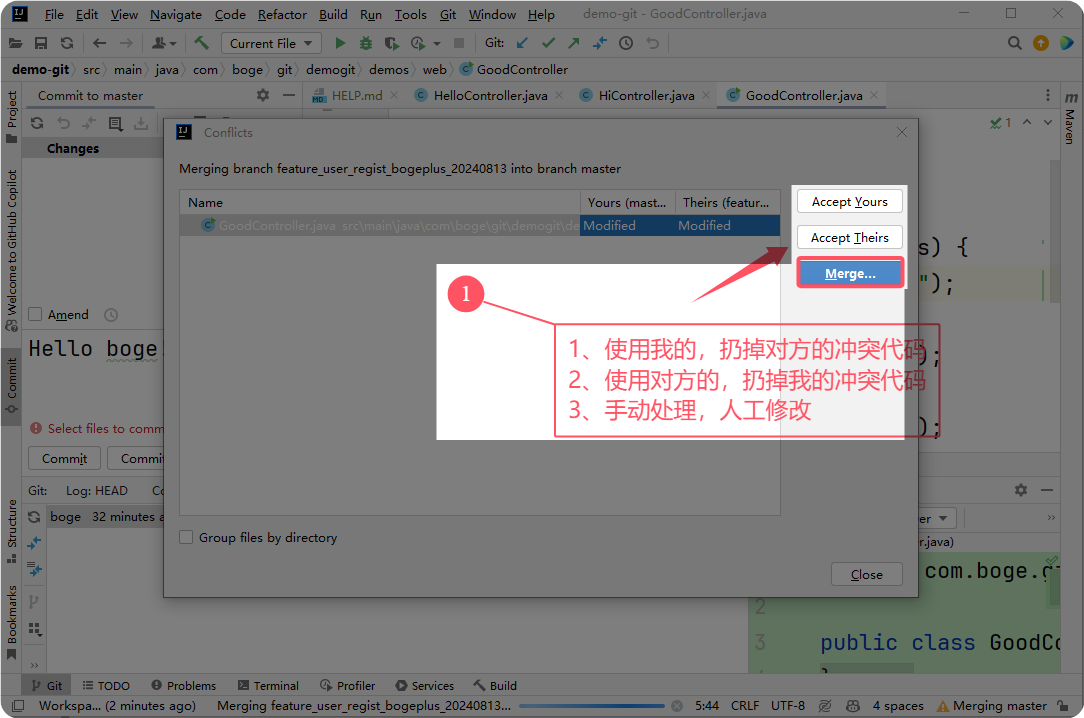 File Edit View Navigate Code Refactor Build Run Tools Git Window Help demo-git - GoodController.java
Current File Git:
demo-git src main java com boge git demogit demos web GoodController
Project
Commit to master
HELP.md HelloController.java HiController.java GoodController.java
Maven
1
Changes
Welcome to GitHub Copilot
Conflicts
Merging branch feature_user_regist_bogeplus_20240813 into branch master
Name Yours (mast... Theirs (featur...
GoodController.java src\main\java\com\boge\git\demogit\de Modified Modified
Accept Yours
Accept Theirs
Merge...
s) {
");
);
);
1
1、使用我的，扔掉对方的冲突代码
2、使用对方的，扔掉我的冲突代码
3、手动处理，人工修改
Group files by directory
Close
Amend
Hello boge
Commit
Select files to comm
Commit Commi
Git: Log: HEAD Co
boge 32 minutes a
Structure
Bookmarks
er
r.java)
com.boge.g
2
3 public class GoodCo
Git TODO Problems Terminal Profiler Services Build
Workspa... (2 minutes ago) Merging feature_user_regist_bogeplus_20240813... 5:44 CRLF UTF-8 4 spaces Merging master